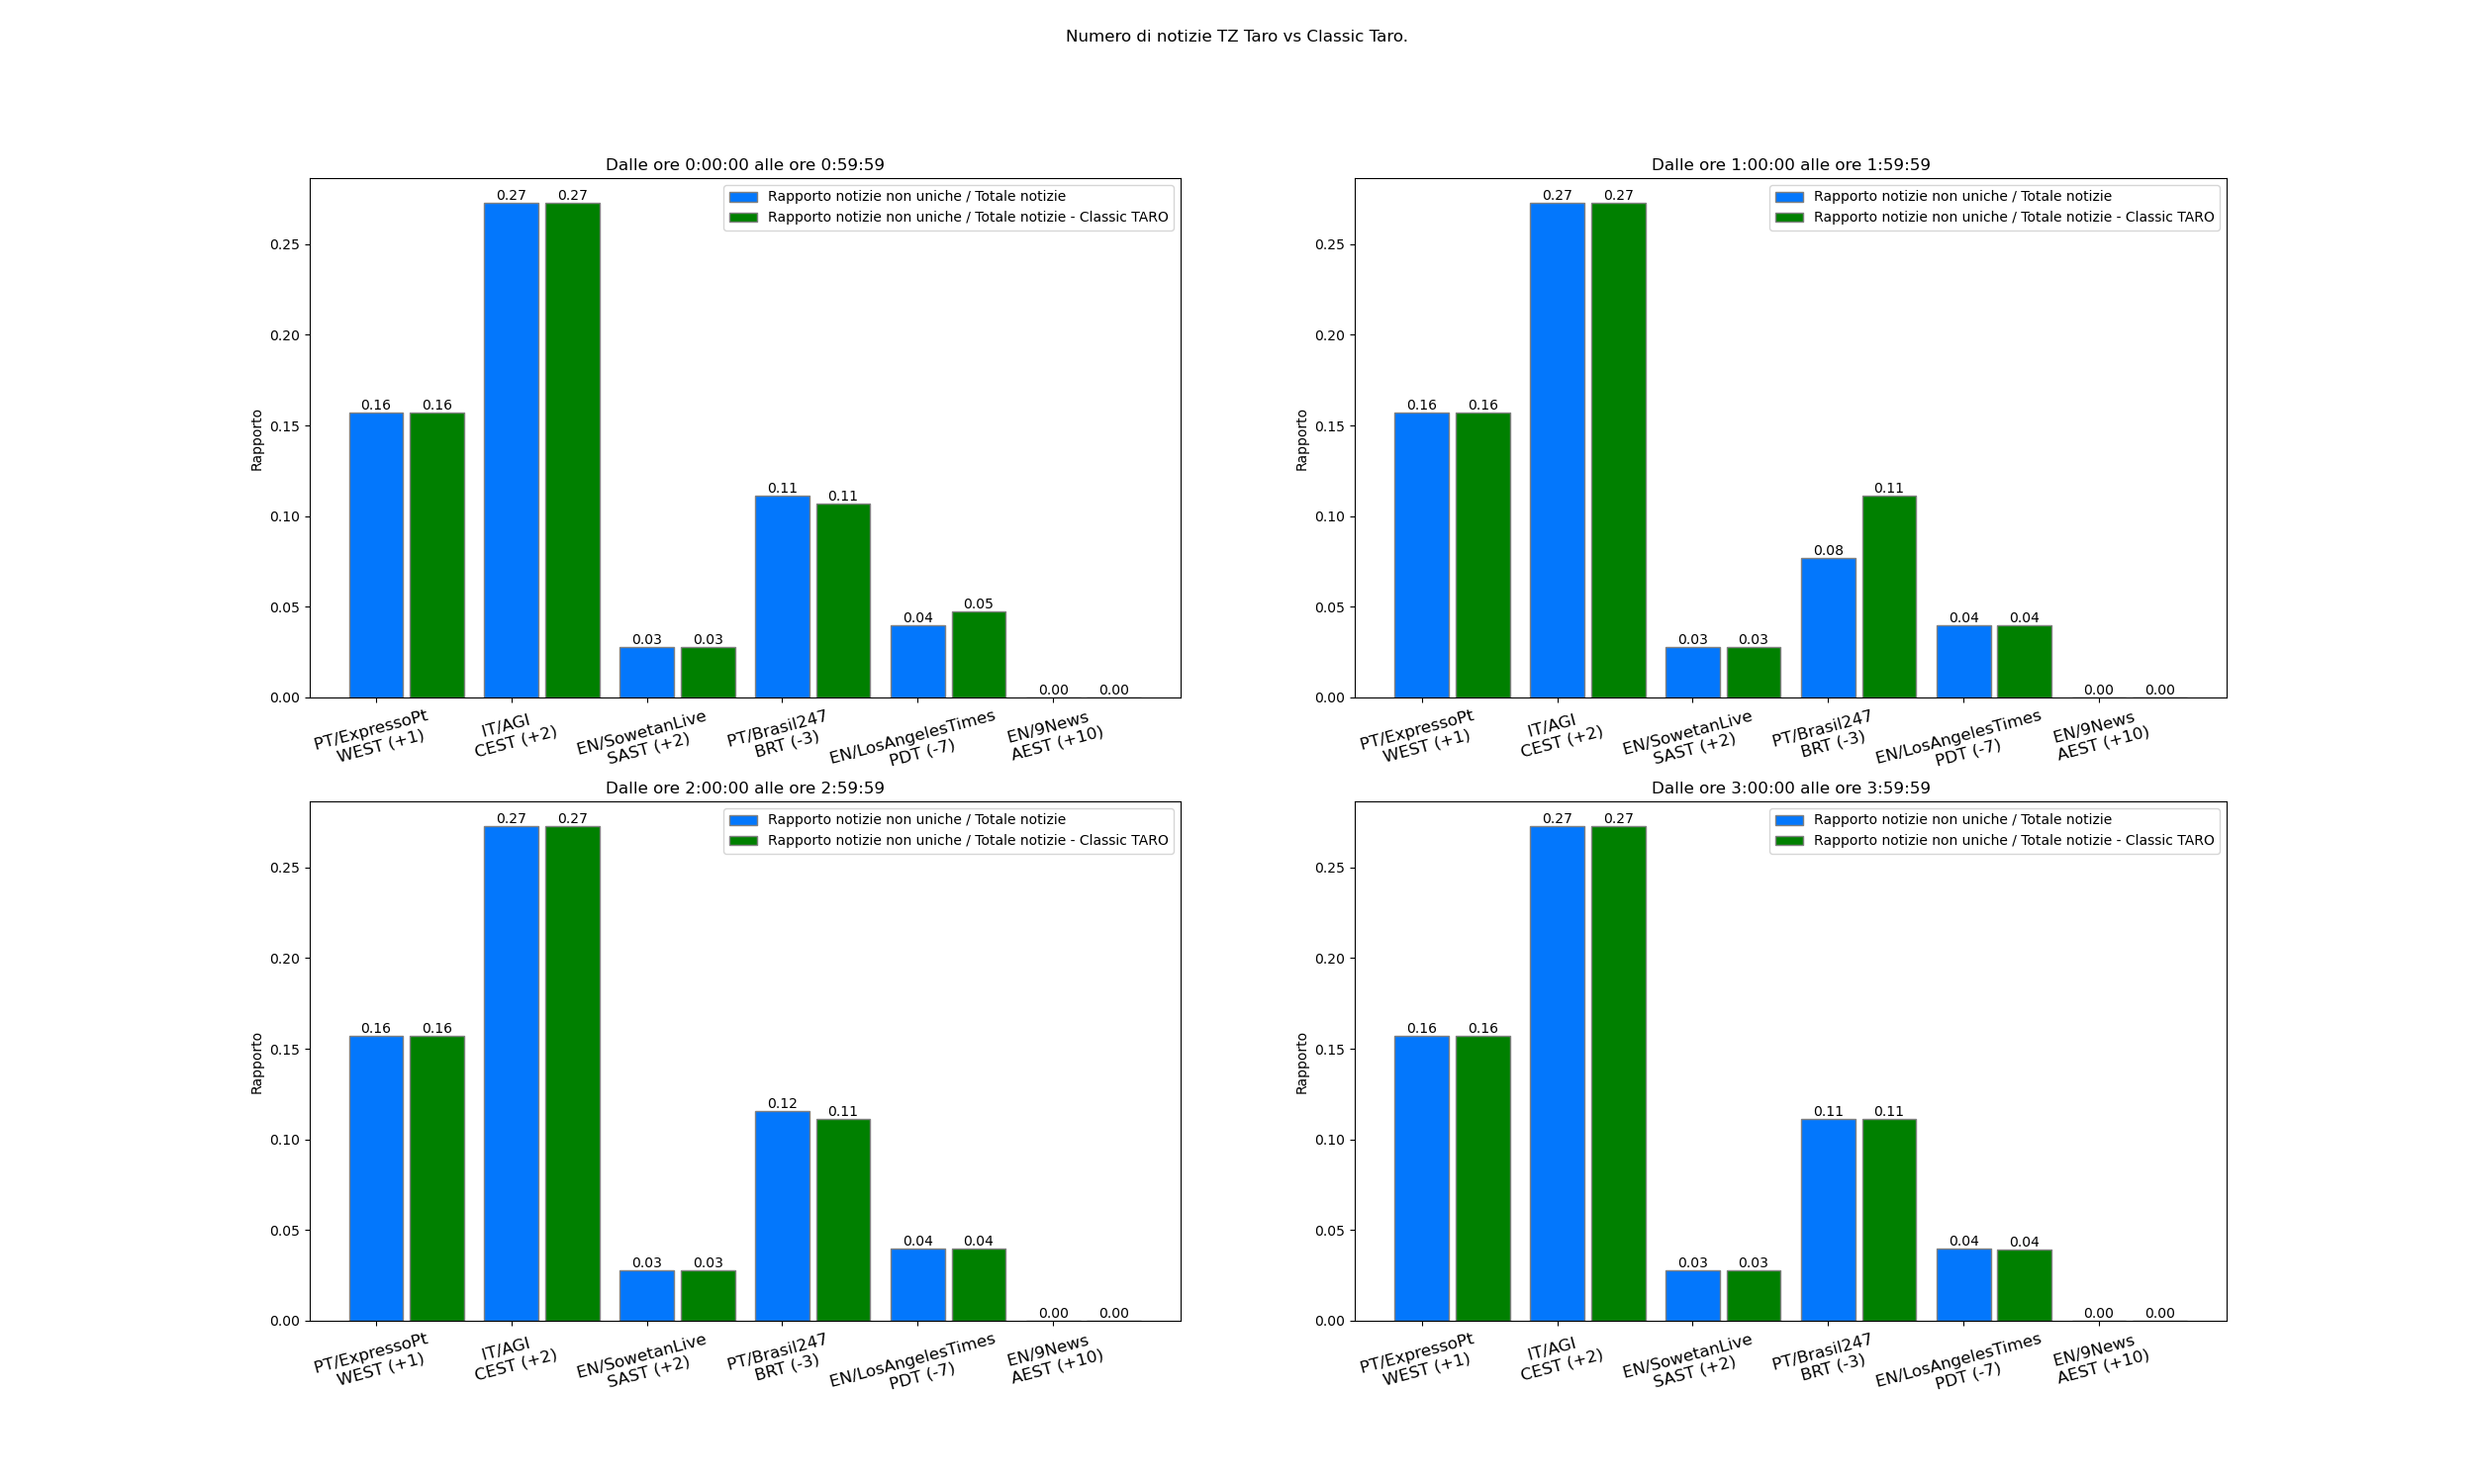 Numero di notizie TZ Taro vs Classic Taro.
Dalle ore 0:00:00 alle ore 0:59:59
Rapporto notizie non uniche / Totale notizie
Rapporto notizie non uniche / Totale notizie - Classic TARO
Rapporto
0.25
0.20
0.15
0.10
0.05
0.00
0.16 0.16
0.27 0.27
0.03 0.03
0.11 0.11
0.04 0.05
0.00 0.00
PT/ExpressoPt
WEST (+1)
IT/AGI
CEST (+2)
EN/SowetanLive
SAST (+2)
PT/Brasil247
BRT (-3)
EN/LosAngelesTimes
PDT (-7)
EN/9News
AEST (+10)
Dalle ore 1:00:00 alle ore 1:59:59
Rapporto notizie non uniche / Totale notizie
Rapporto notizie non uniche / Totale notizie - Classic TARO
Rapporto
0.25
0.20
0.15
0.10
0.05
0.00
0.16 0.16
0.27 0.27
0.03 0.03
0.08 0.11
0.04 0.04
0.00 0.00
PT/ExpressoPt
WEST (+1)
IT/AGI
CEST (+2)
EN/SowetanLive
SAST (+2)
PT/Brasil247
BRT (-3)
EN/LosAngelesTimes
PDT (-7)
EN/9News
AEST (+10)
Dalle ore 2:00:00 alle ore 2:59:59
Rapporto notizie non uniche / Totale notizie
Rapporto notizie non uniche / Totale notizie - Classic TARO
Rapporto
0.25
0.20
0.15
0.10
0.05
0.00
0.16 0.16
0.27 0.27
0.03 0.03
0.12 0.11
0.04 0.04
0.00 0.00
PT/ExpressoPt
WEST (+1)
IT/AGI
CEST (+2)
EN/SowetanLive
SAST (+2)
PT/Brasil247
BRT (-3)
EN/LosAngelesTimes
PDT (-7)
EN/9News
AEST (+10)
Dalle ore 3:00:00 alle ore 3:59:59
Rapporto notizie non uniche / Totale notizie
Rapporto notizie non uniche / Totale notizie - Classic TARO
Rapporto
0.25
0.20
0.15
0.10
0.05
0.00
0.16 0.16
0.27 0.27
0.03 0.03
0.11 0.11
0.04 0.04
0.00 0.00
PT/ExpressoPt
WEST (+1)
IT/AGI
CEST (+2)
EN/SowetanLive
SAST (+2)
PT/Brasil247
BRT (-3)
EN/LosAngelesTimes
PDT (-7)
EN/9News
AEST (+10)